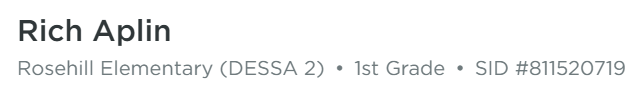 Rich Aplin
Rosehill Elementary (DESSA 2) • 1st Grade • SID #811520719